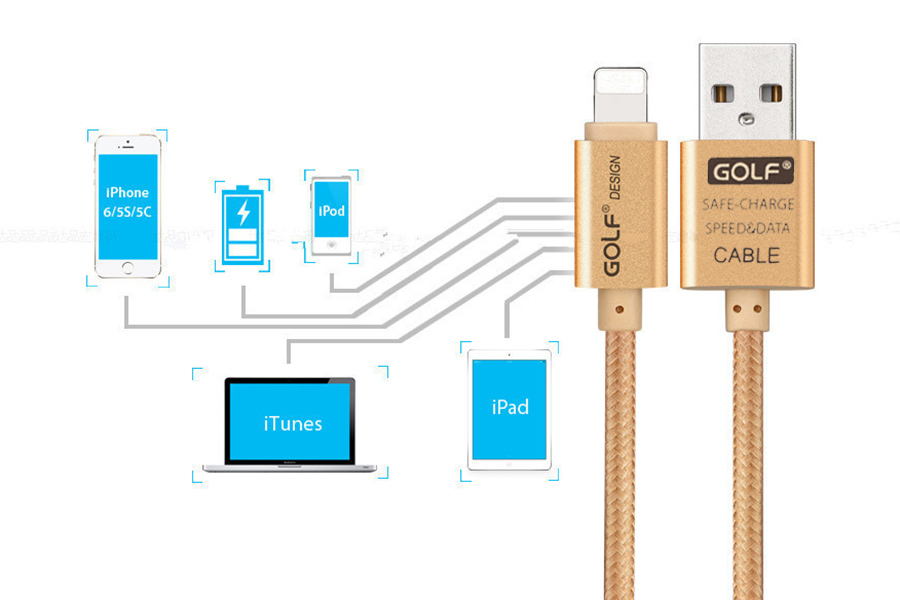 iPhone
6/5S/5C
iPod
iTunes
iPad
GOLF® DESIGN
GOLF®
SAFE-CHARGE
SPEED&DATA
CABLE